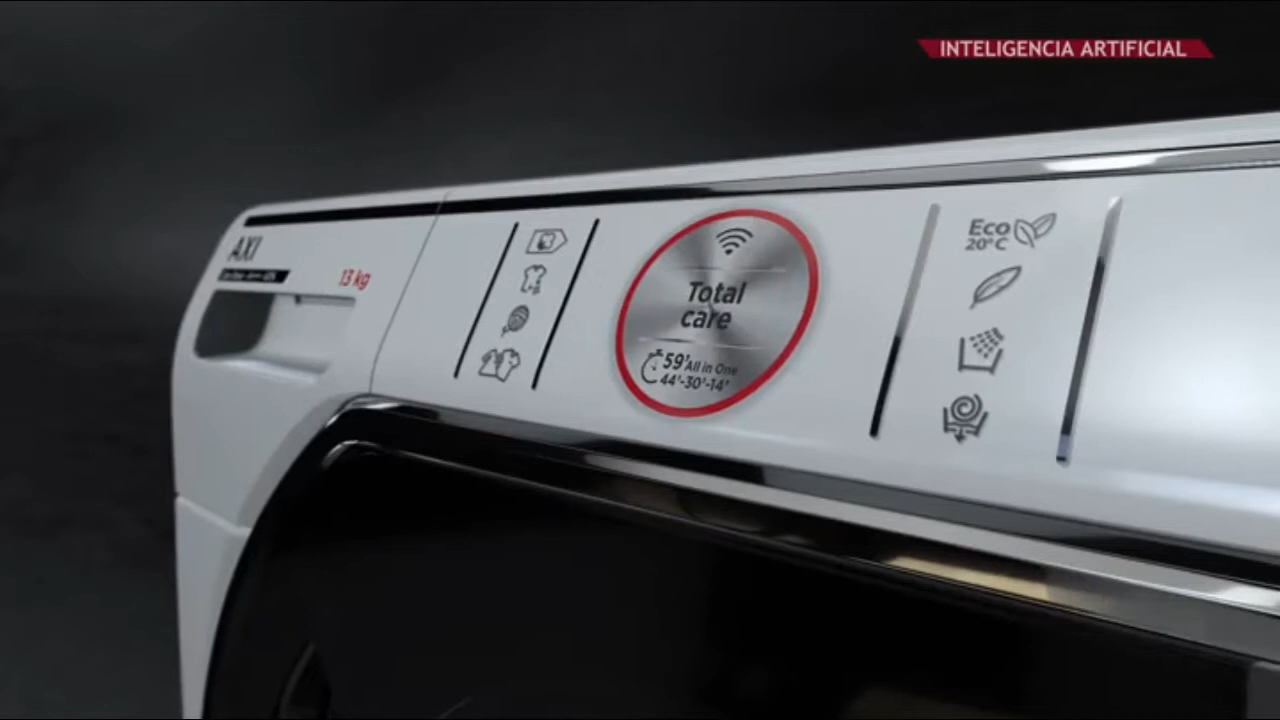 INTELIGENCIA ARTIFICIAL
AXI
13 kg
Total
care
59' All in One
44'-30'-14'
Eco
20°C